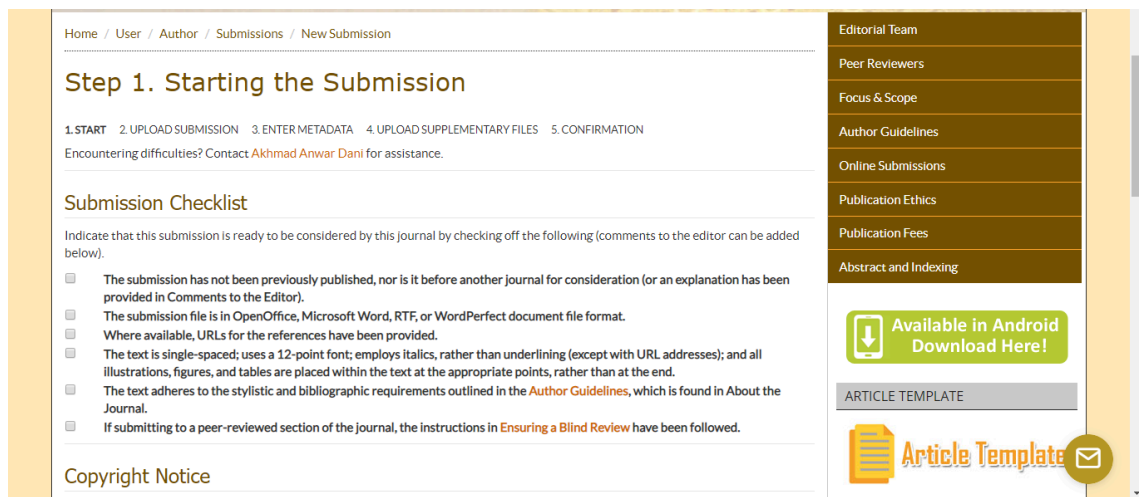 Home / User / Author / Submissions / New Submission
Step 1. Starting the Submission
1. START 2. UPLOAD SUBMISSION 3. ENTER METADATA 4. UPLOAD SUPPLEMENTARY FILES 5. CONFIRMATION
Encountering difficulties? Contact Akhmad Anwar Dani for assistance.
Submission Checklist
Indicate that this submission is ready to be considered by this journal by checking off the following (comments to the editor can be added
below).
The submission has not been previously published, nor is it before another journal for consideration (or an explanation has been
provided in Comments to the Editor).
The submission file is in OpenOffice, Microsoft Word, RTF, or WordPerfect document file format.
Where available, URLs for the references have been provided.
The text is single-spaced; uses a 12-point font; employs italics, rather than underlining (except with URL addresses); and all
illustrations, figures, and tables are placed within the text at the appropriate points, rather than at the end.
The text adheres to the stylistic and bibliographic requirements outlined in the Author Guidelines, which is found in About the
Journal.
If submitting to a peer-reviewed section of the journal, the instructions in Ensuring a Blind Review have been followed.
Copyright Notice
Editorial Team
Peer Reviewers
Focus & Scope
Author Guidelines
Online Submissions
Publication Ethics
Publication Fees
Abstract and Indexing
Available in Android
Download Here!
ARTICLE TEMPLATE
Article Template